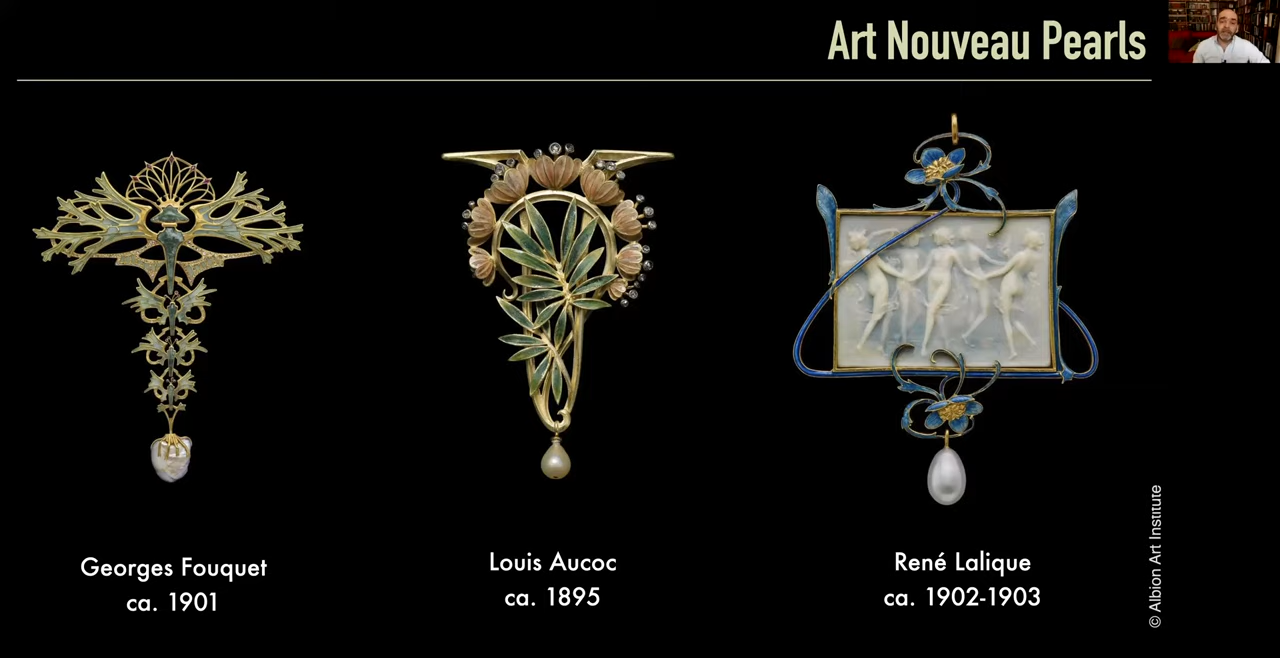 Art Nouveau Pearls
Georges Fouquet
ca. 1901
Louis Aucoc
ca. 1895
René Lalique
ca. 1902-1903
© Albion Art Institute